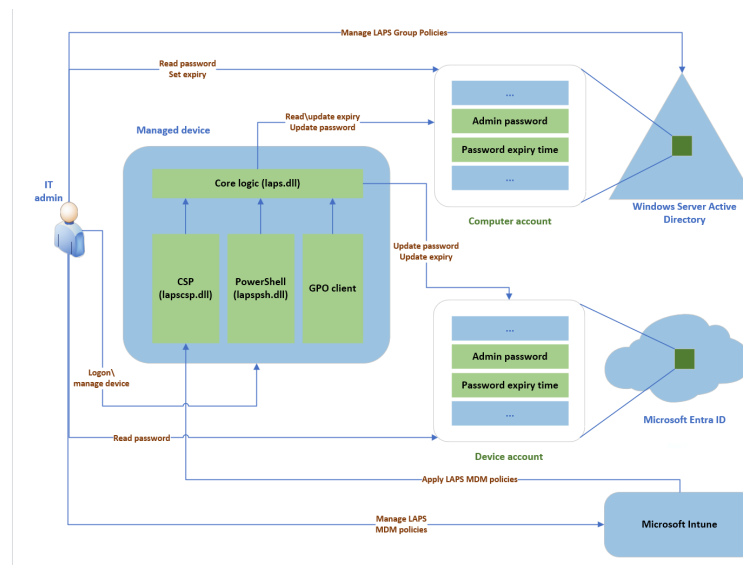 Manage LAPS Group Policies
Read password
Set expiry
...
Admin password
Password expiry time
...
Read\update expiry
Update password
Managed device
Core logic (laps.dll)
IT
admin
Windows Server Active
Directory
Computer account
CSP
(lapscsp.dll)
PowerShell
(lapspsh.dll)
GPO client
Update password
Update expiry
...
Admin password
Password expiry time
...
Logon\
manage device
Microsoft Entra ID
Read password
Device account
Apply LAPS MDM policies
Manage LAPS
MDM policies
Microsoft Intune